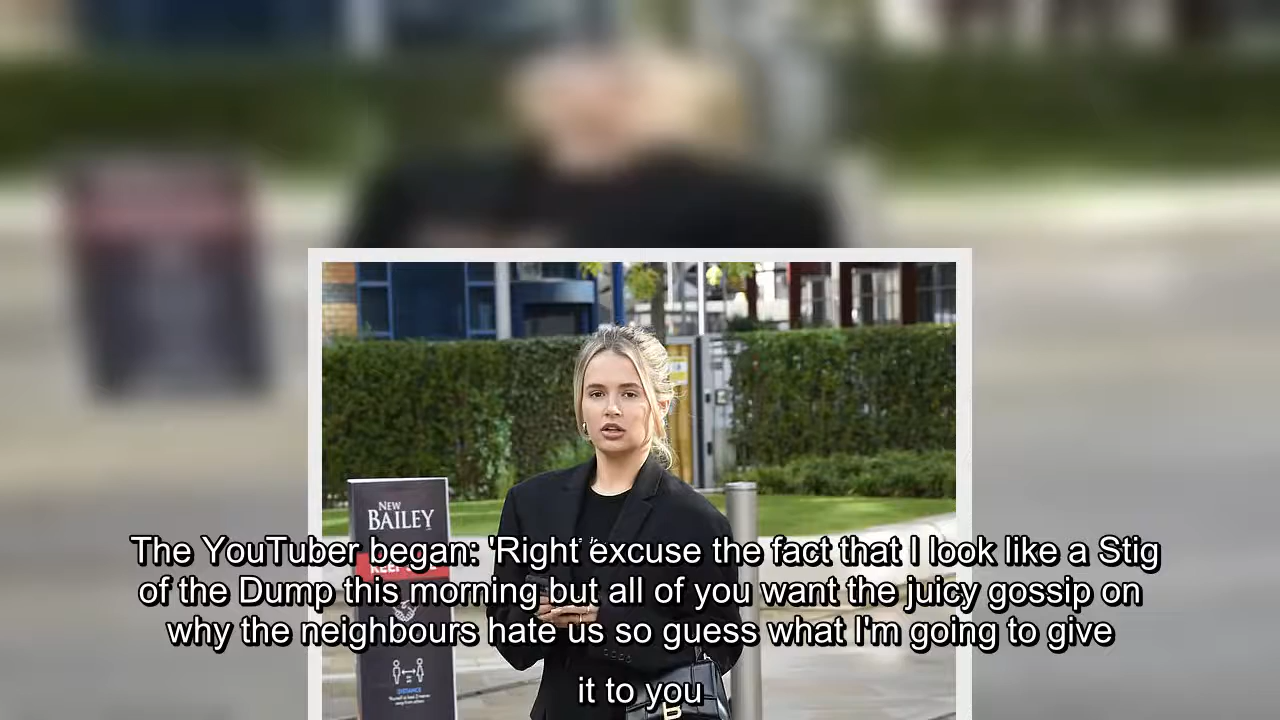 NEW
BAILEY
The YouTuber began: 'Right excuse the fact that I look like a Stig
of the Dump this morning but all of you want the juicy gossip on
why the neighbours hate us so guess what I'm going to give
it to you
DISTANCE